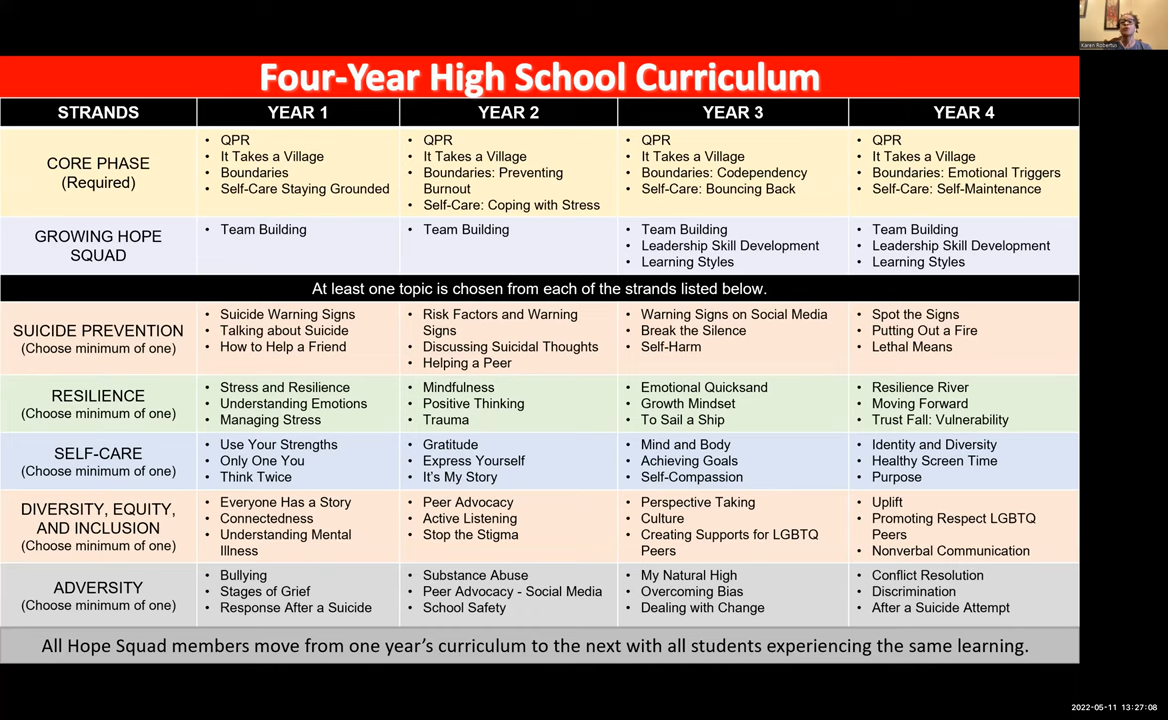 Karen Robertus
Four-Year High School Curriculum
STRANDS YEAR 1 YEAR 2 YEAR 3 YEAR 4
CORE PHASE
(Required)
• QPR
• It Takes a Village
• Boundaries
• Self-Care Staying Grounded
• QPR
• It Takes a Village
• Boundaries: Preventing
Burnout
• Self-Care: Coping with Stress
• QPR
• It Takes a Village
• Boundaries: Codependency
• Self-Care: Bouncing Back
• QPR
• It Takes a Village
• Boundaries: Emotional Triggers
• Self-Care: Self-Maintenance
GROWING HOPE
SQUAD
• Team Building
• Team Building
• Team Building
• Leadership Skill Development
• Learning Styles
• Team Building
• Leadership Skill Development
• Learning Styles
At least one topic is chosen from each of the strands listed below.
SUICIDE PREVENTION
(Choose minimum of one)
• Suicide Warning Signs
• Talking about Suicide
• How to Help a Friend
• Risk Factors and Warning
Signs
• Discussing Suicidal Thoughts
• Helping a Peer
• Warning Signs on Social Media
• Break the Silence
• Self-Harm
• Spot the Signs
• Putting Out a Fire
• Lethal Means
RESILIENCE
(Choose minimum of one)
• Stress and Resilience
• Understanding Emotions
• Managing Stress
• Mindfulness
• Positive Thinking
• Trauma
• Emotional Quicksand
• Growth Mindset
• To Sail a Ship
• Resilience River
• Moving Forward
• Trust Fall: Vulnerability
SELF-CARE
(Choose minimum of one)
• Use Your Strengths
• Only One You
• Think Twice
• Gratitude
• Express Yourself
• It's My Story
• Mind and Body
• Achieving Goals
• Self-Compassion
• Identity and Diversity
• Healthy Screen Time
• Purpose
DIVERSITY, EQUITY,
AND INCLUSION
(Choose minimum of one)
• Everyone Has a Story
• Connectedness
• Understanding Mental
Illness
• Peer Advocacy
• Active Listening
• Stop the Stigma
• Perspective Taking
• Culture
• Creating Supports for LGBTQ
Peers
• Uplift
• Promoting Respect LGBTQ
Peers
• Nonverbal Communication
ADVERSITY
(Choose minimum of one)
• Bullying
• Stages of Grief
• Response After a Suicide
• Substance Abuse
• Peer Advocacy - Social Media
• School Safety
• My Natural High
• Overcoming Bias
• Dealing with Change
• Conflict Resolution
• Discrimination
• After a Suicide Attempt
All Hope Squad members move from one year's curriculum to the next with all students experiencing the same learning.
2022-05-11 13:27:08